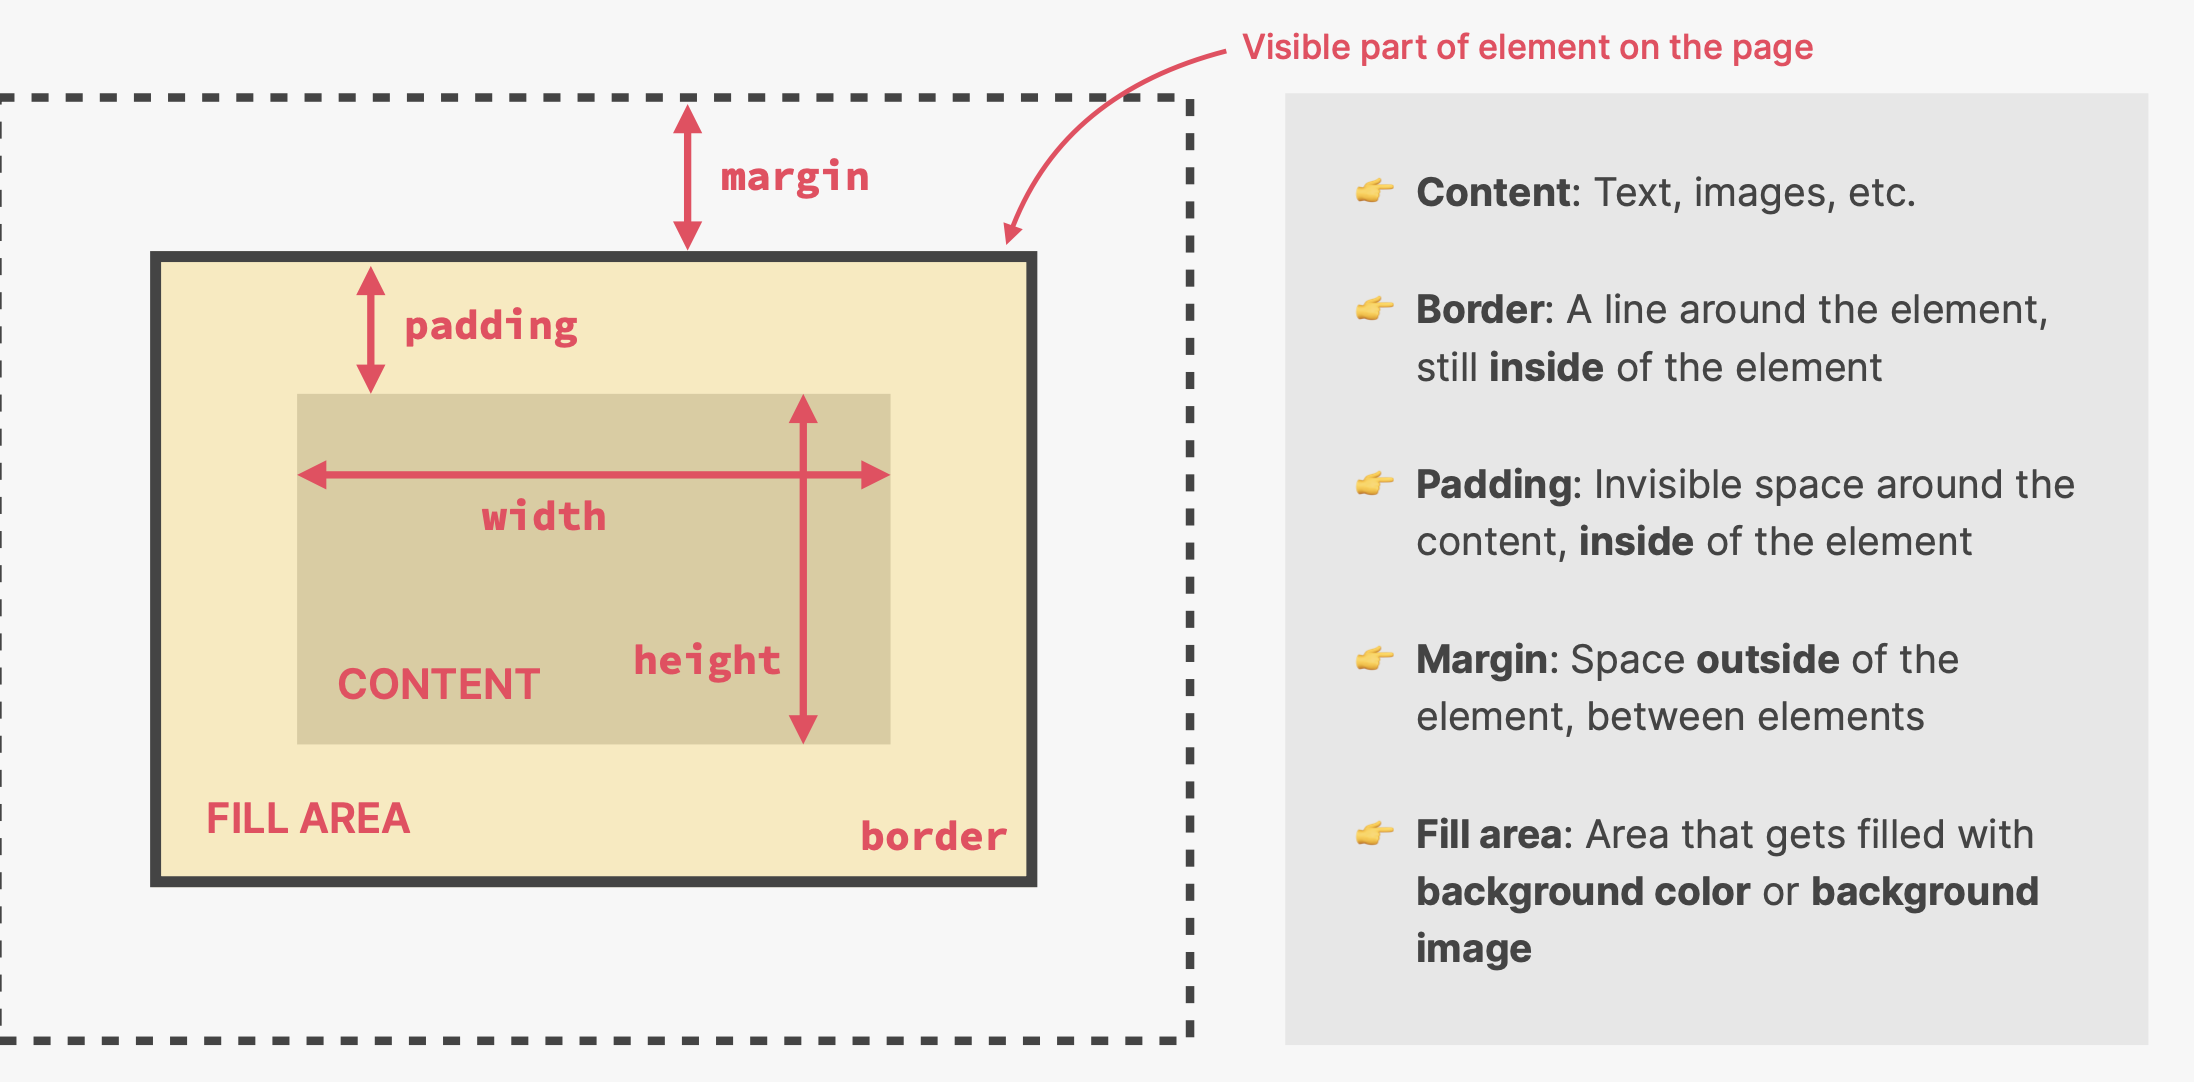 Visible part of element on the page
margin
padding
width
height
CONTENT
FILL AREA
border
👉 Content: Text, images, etc.
👉 Border: A line around the element,
still inside of the element
👉 Padding: Invisible space around the
content, inside of the element
👉 Margin: Space outside of the
element, between elements
👉 Fill area: Area that gets filled with
background color or background
image